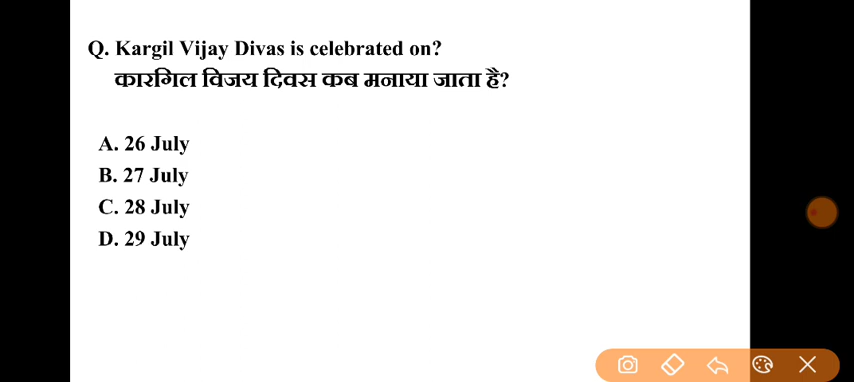 Q. Kargil Vijay Divas is celebrated on?
कारगिल विजय दिवस कब मनाया जाता है?
A. 26 July
B. 27 July
C. 28 July
D. 29 July